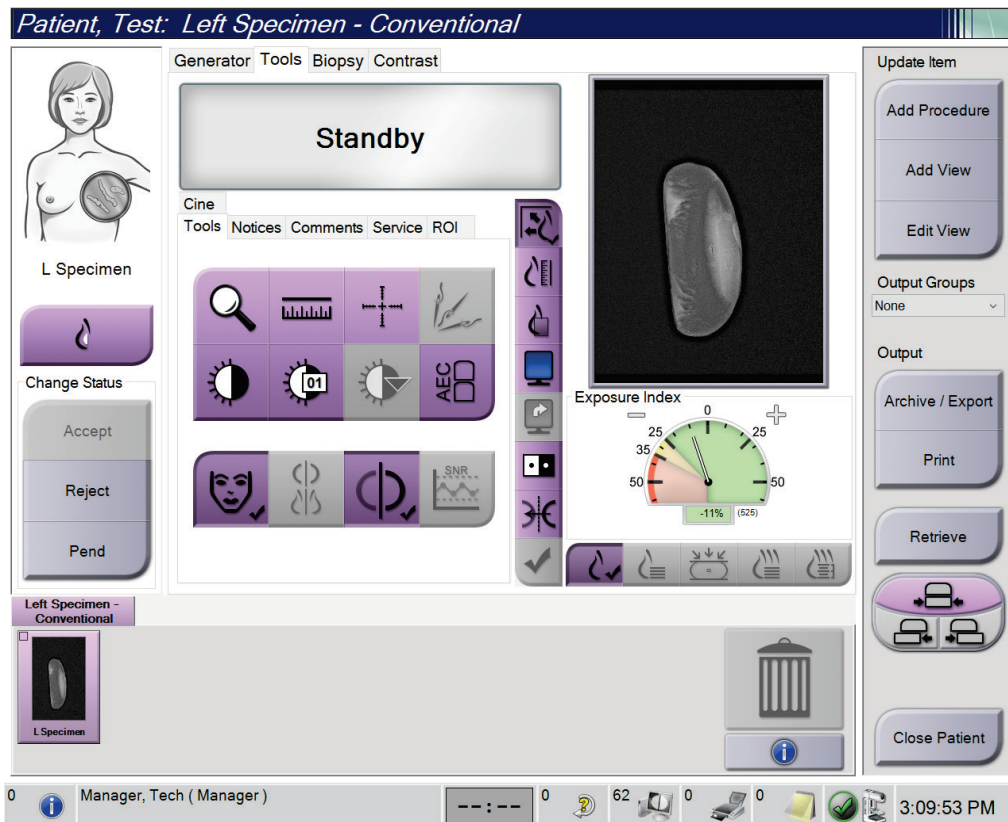 Patient, Test: Left Specimen - Conventional
Generator Tools Biopsy Contrast
Standby
Cine
Tools Notices Comments Service ROI
L Specimen
01
AEC
SNR
Change Status
Accept
Reject
Pend
Exposure Index
0
25 25
35
50 50
-11% (525)
Update Item
Add Procedure
Add View
Edit View
Output Groups
None
Output
Archive / Export
Print
Retrieve
Close Patient
Left Specimen -
Conventional
L Specimen
0 Manager, Tech ( Manager ) --:-- 0 62 0 0 3:09:53 PM